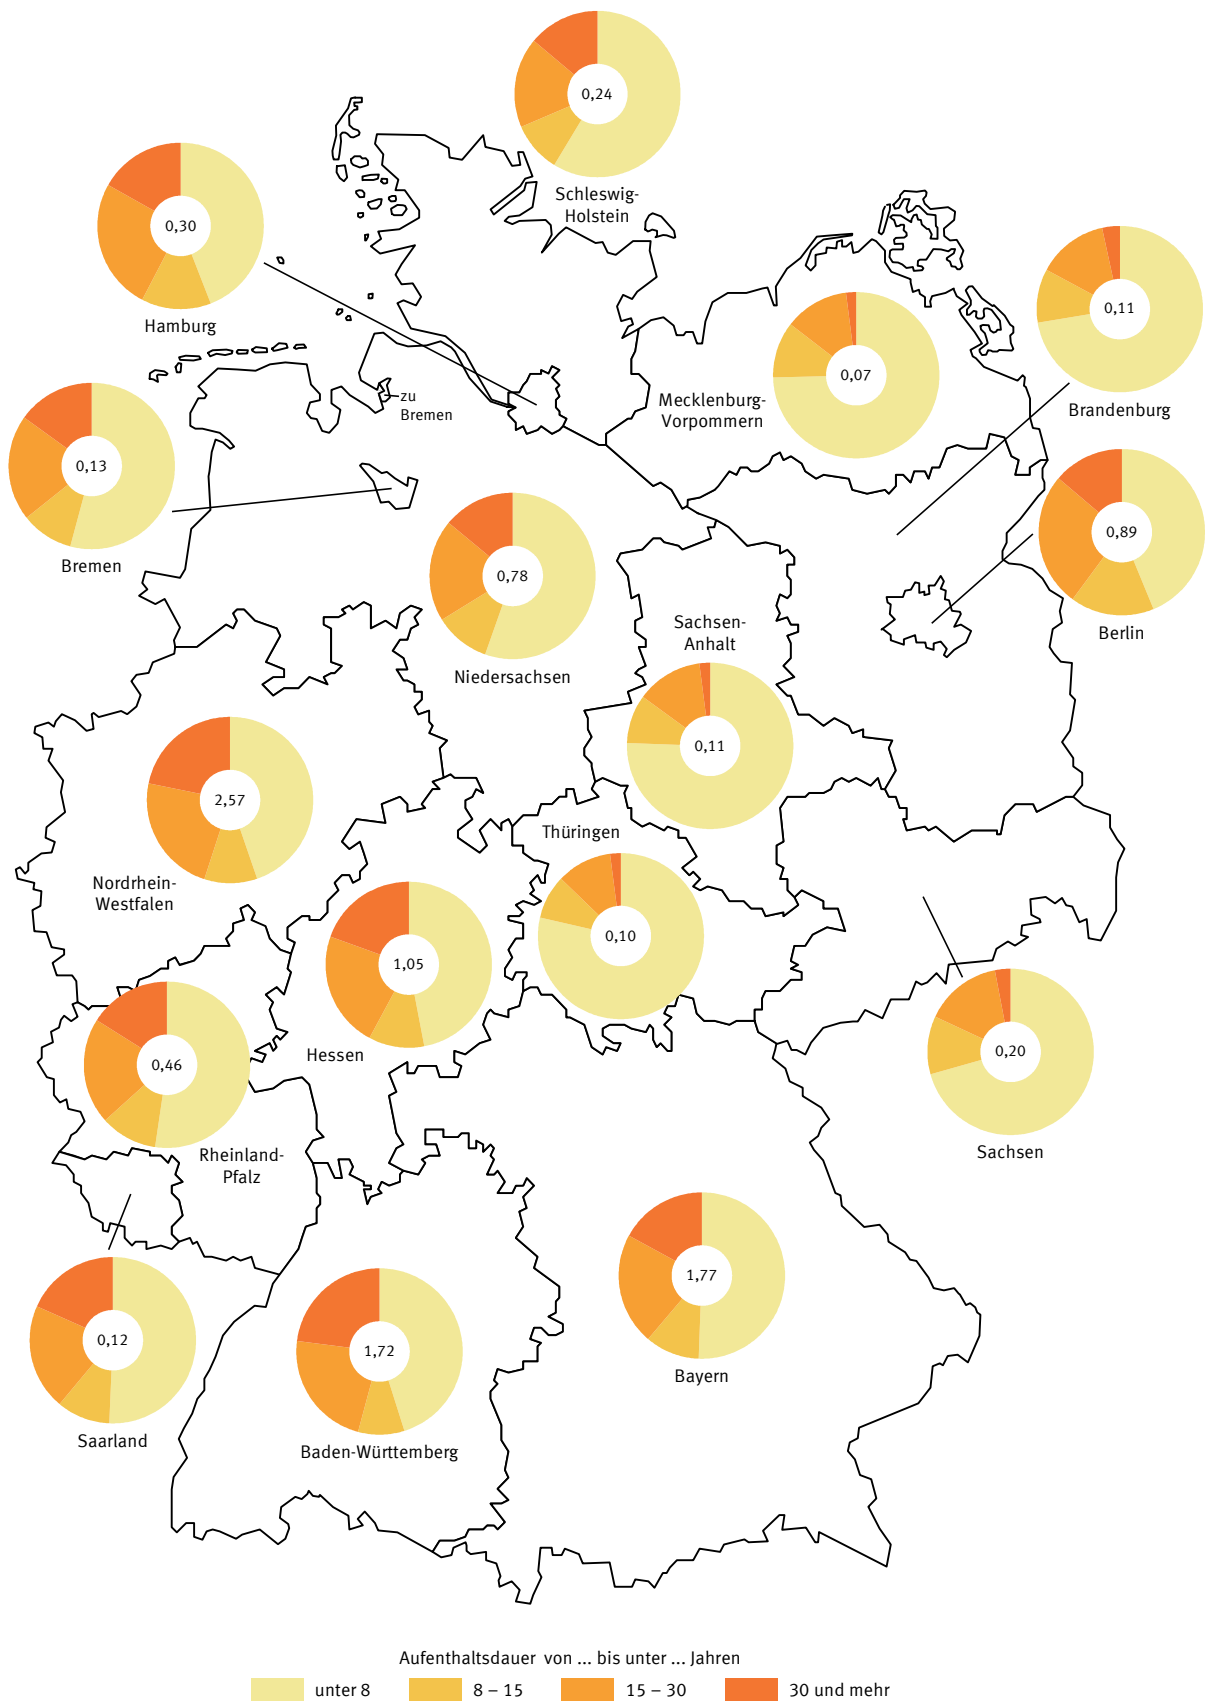 0,24
Schleswig-
Holstein
0,30
Hamburg
0,11
Brandenburg
0,07
Mecklenburg-
Vorpommern
zu
Bremen
0,13
Bremen
0,89
Berlin
0,78
Niedersachsen
Sachsen-
Anhalt
0,11
2,57
Nordrhein-
Westfalen
Thüringen
0,10
1,05
Hessen
0,46
Rheinland-
Pfalz
0,20
Sachsen
0,12
Saarland
1,72
Baden-Württemberg
1,77
Bayern
Aufenthaltsdauer von ... bis unter ... Jahren
unter 8 8 – 15 15 – 30 30 und mehr